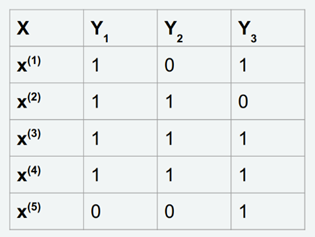 X Y₁ Y₂ Y₃
x⁽¹⁾ 1 0 1
x⁽²⁾ 1 1 0
x⁽³⁾ 1 1 1
x⁽⁴⁾ 1 1 1
x⁽⁵⁾ 0 0 1